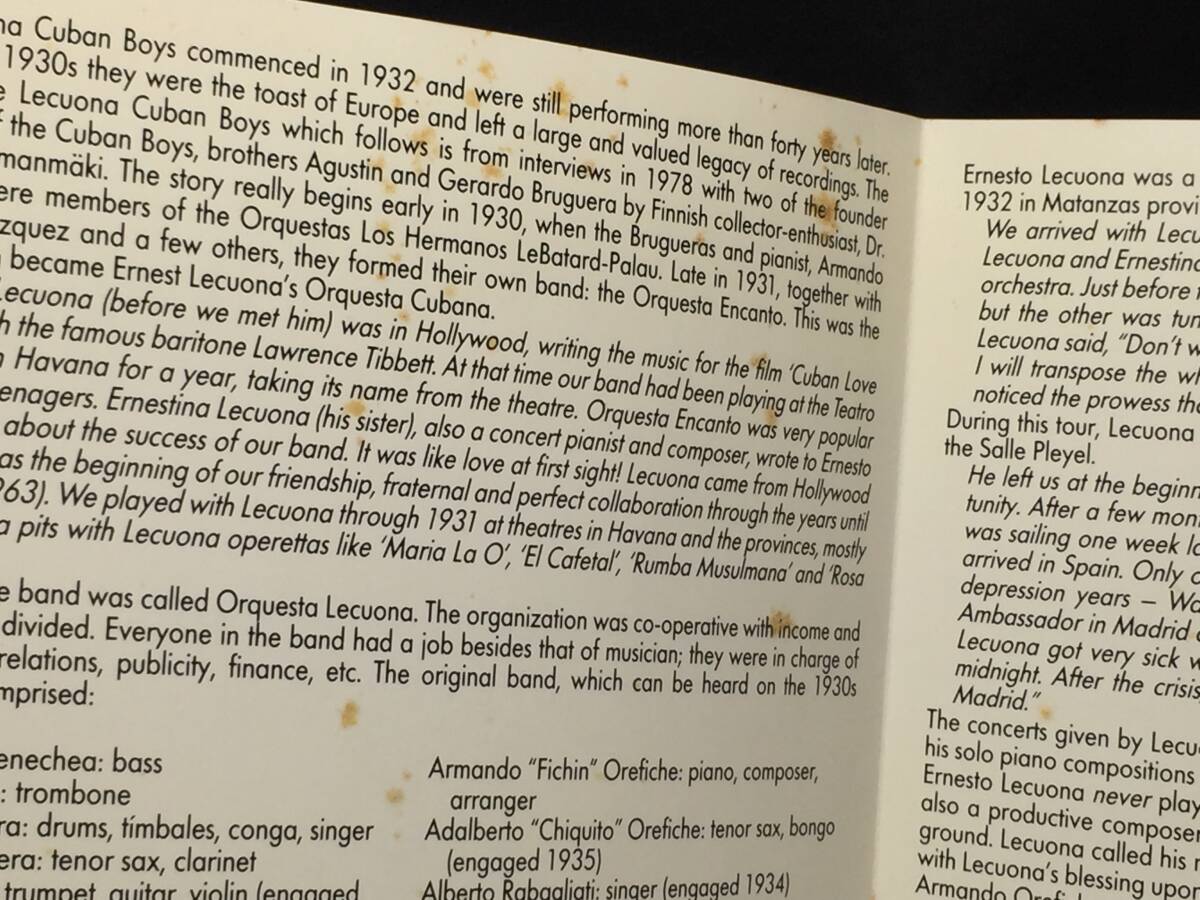 na Cuban Boys commenced in 1932 and were still performing more than forty years later.
1930s they were the toast of Europe and left a large and valued legacy of recordings. The
e Lecuona Cuban Boys which follows is from interviews in 1978 with two of the founder
f the Cuban Boys, brothers Agustin and Gerardo Bruguera by Finnish collector-enthusiast, Dr.
manmäki. The story really begins early in 1930, when the Brugueras and pianist, Armando
ere members of the Orquestas Los Hermanos LeBatard-Palau. Late in 1931, together with
zquez and a few others, they formed their own band: the Orquesta Encanto. This was the
became Ernest Lecuona's Orquesta Cubana.
Lecuona (before we met him) was in Hollywood, writing the music for the film 'Cuban Love
h the famous baritone Lawrence Tibbett. At that time our band had been playing at the Teatro
n Havana for a year, taking its name from the theatre. Orquesta Encanto was very popular
enagers. Ernestina Lecuona (his sister), also a concert pianist and composer, wrote to Ernesto
about the success of our band. It was like love at first sight! Lecuona came from Hollywood
as the beginning of our friendship, fraternal and perfect collaboration through the years until
963). We played with Lecuona through 1931 at theatres in Havana and the provinces, mostly
a pits with Lecuona operettas like 'Maria La O', 'El Cafetal', 'Rumba Musulmana' and 'Rosa
e band was called Orquesta Lecuona. The organization was co-operative with income and
divided. Everyone in the band had a job besides that of musician; they were in charge of
relations, publicity, finance, etc. The original band, which can be heard on the 1930s
mprised:
enechea: bass
: trombone
ra: drums, tímbales, conga, singer
era: tenor sax, clarinet
trumpet, guitar, violin (engaged
Armando "Fichin" Orefiche: piano, composer,
arranger
Adalberto "Chiquito" Orefiche: tenor sax, bongo
(engaged 1935)
Alberto Rabagliati: singer (engaged 1934)
Ernesto Lecuona was a
1932 in Matanzas provi
We arrived with Lecu
Lecuona and Ernestina
orchestra. Just before
but the other was tun
Lecuona said, "Don't w
I will transpose the wh
noticed the prowess tha
During this tour, Lecuona
the Salle Pleyel.
He left us at the beginn
tunity. After a few mon
was sailing one week la
arrived in Spain. Only
depression years – Wa
Ambassador in Madrid
Lecuona got very sick w
midnight. After the crisis
Madrid."
The concerts given by Lecu
his solo piano compositions
Ernesto Lecuona never play
also a productive composer
ground. Lecuona called his
with Lecuona's blessing upon
Armando Orefi